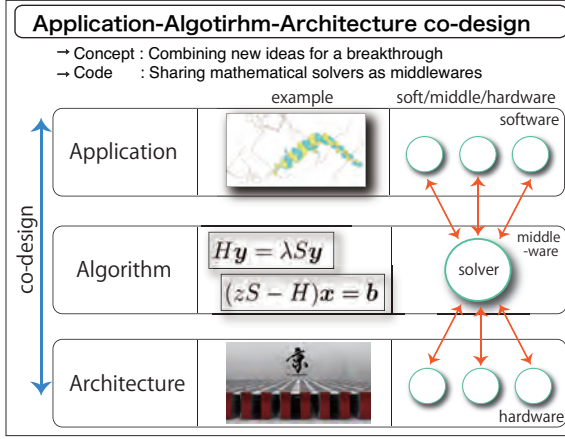 Application-Algotirhm-Architecture co-design
→ Concept : Combining new ideas for a breakthrough
→ Code : Sharing mathematical solvers as middlewares
example
soft/middle/hardware
software
Application
co-design
Algorithm
Hy = λSy
(zS − H)x = b
middle
-ware
solver
Architecture
京
hardware